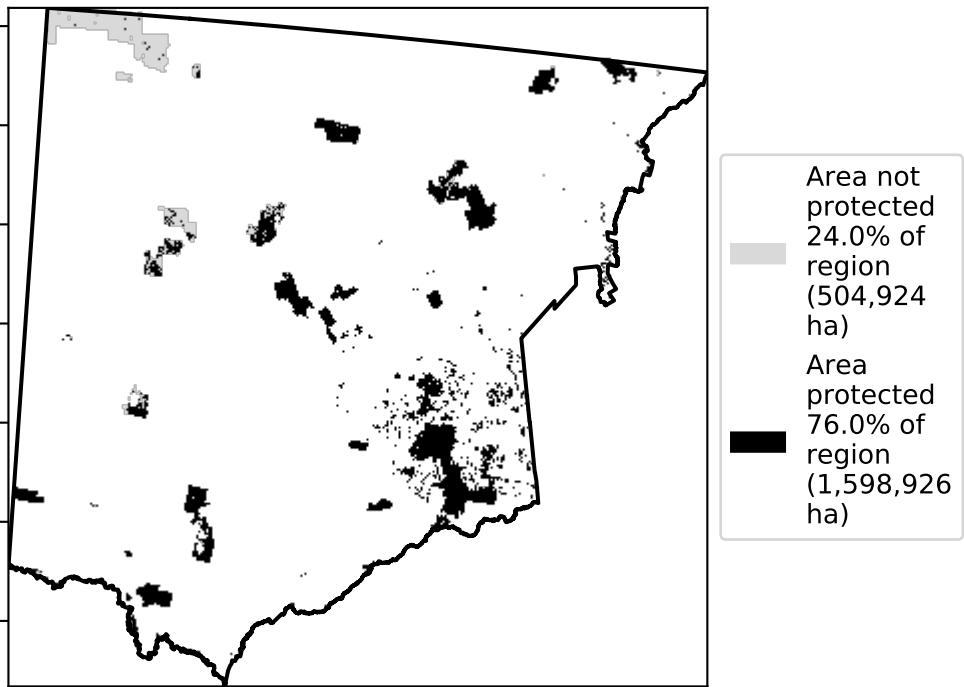 Area not
protected
24.0% of
region
(504,924
ha)
Area
protected
76.0% of
region
(1,598,926
ha)